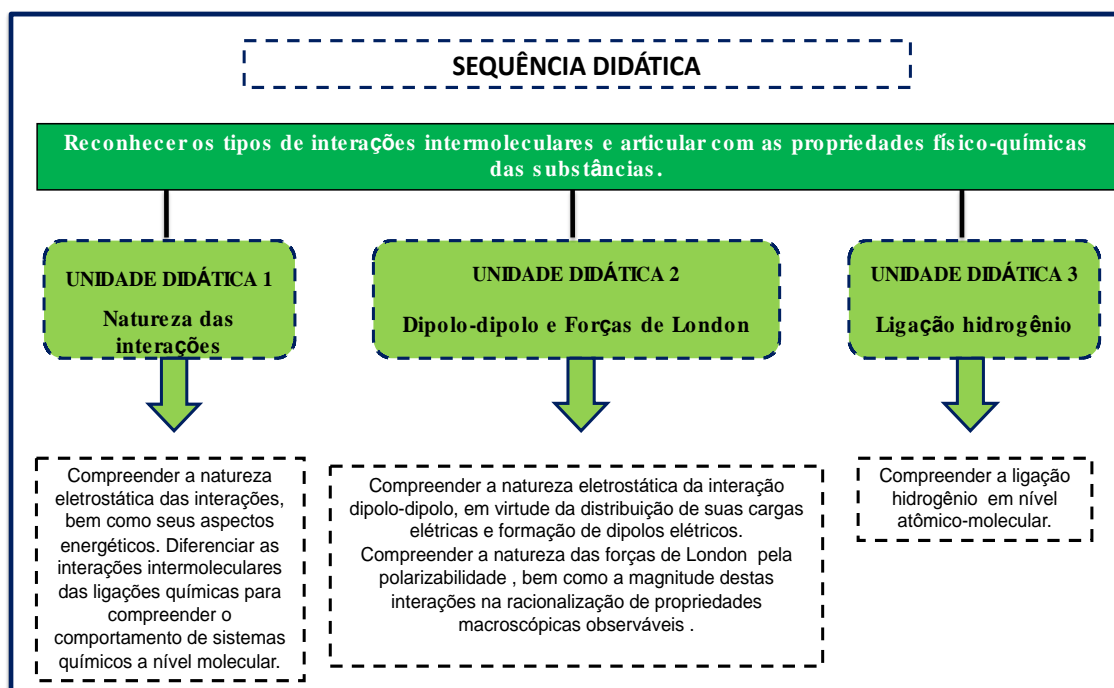 SEQUÊNCIA DIDÁTICA
Reconhecer os tipos de interações intermoleculares e articular com as propriedades físico-químicas
das substâncias.
UNIDADE DIDÁTICA 1
Natureza das
interações
UNIDADE DIDÁTICA 2
Dipolo-dipolo e Forças de London
UNIDADE DIDÁTICA 3
Ligação hidrogênio
Compreender a natureza
eletrostática das interações,
bem como seus aspectos
energéticos. Diferenciar as
interações intermoleculares
das ligações químicas para
compreender o
comportamento de sistemas
químicos a nível molecular.
Compreender a natureza eletrostática da interação
dipolo-dipolo, em virtude da distribuição de suas cargas
elétricas e formação de dipolos elétricos.
Compreender a natureza das forças de London pela
polarizabilidade , bem como a magnitude destas
interações na racionalização de propriedades
macroscópicas observáveis .
Compreender a ligação
hidrogênio em nível
atômico-molecular.